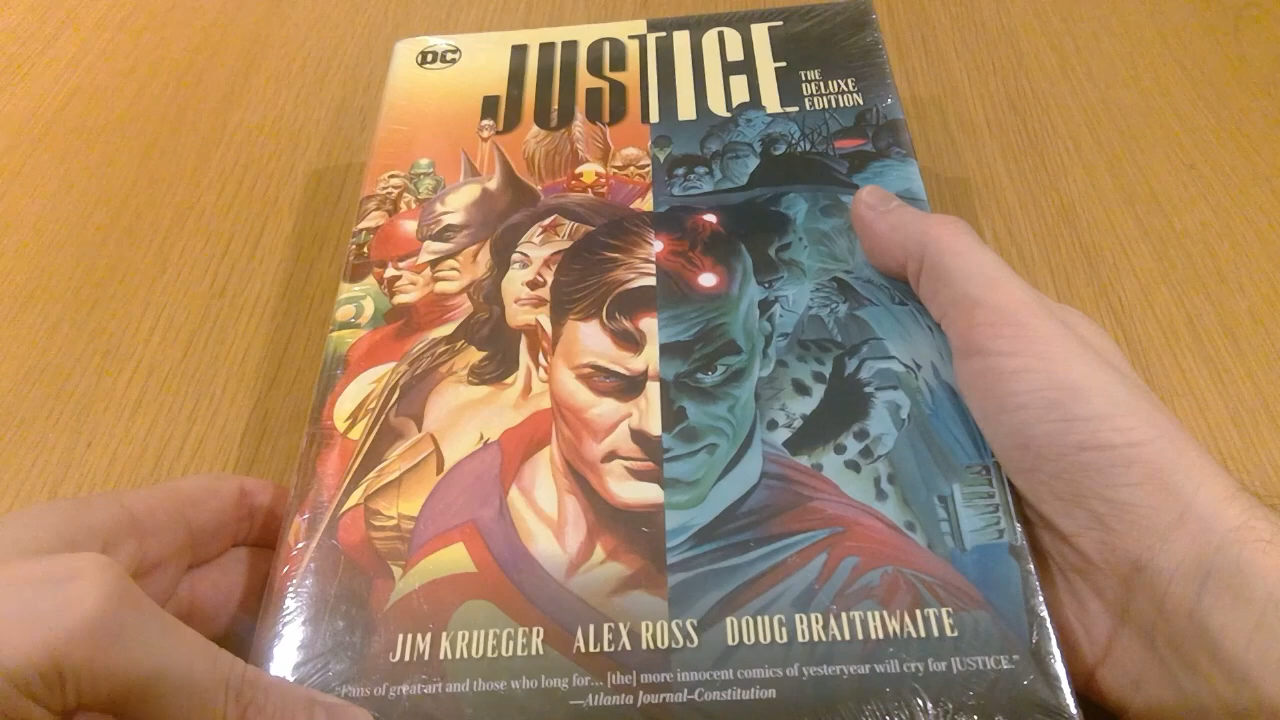 DC
JUSTICE
THE
DELUXE
EDITION
JIM KRUEGER ALEX ROSS DOUG BRAITHWAITE
“Fans of great art and those who long for... [the] more innocent comics of yesteryear will cry for JUSTICE.”
—Atlanta Journal-Constitution